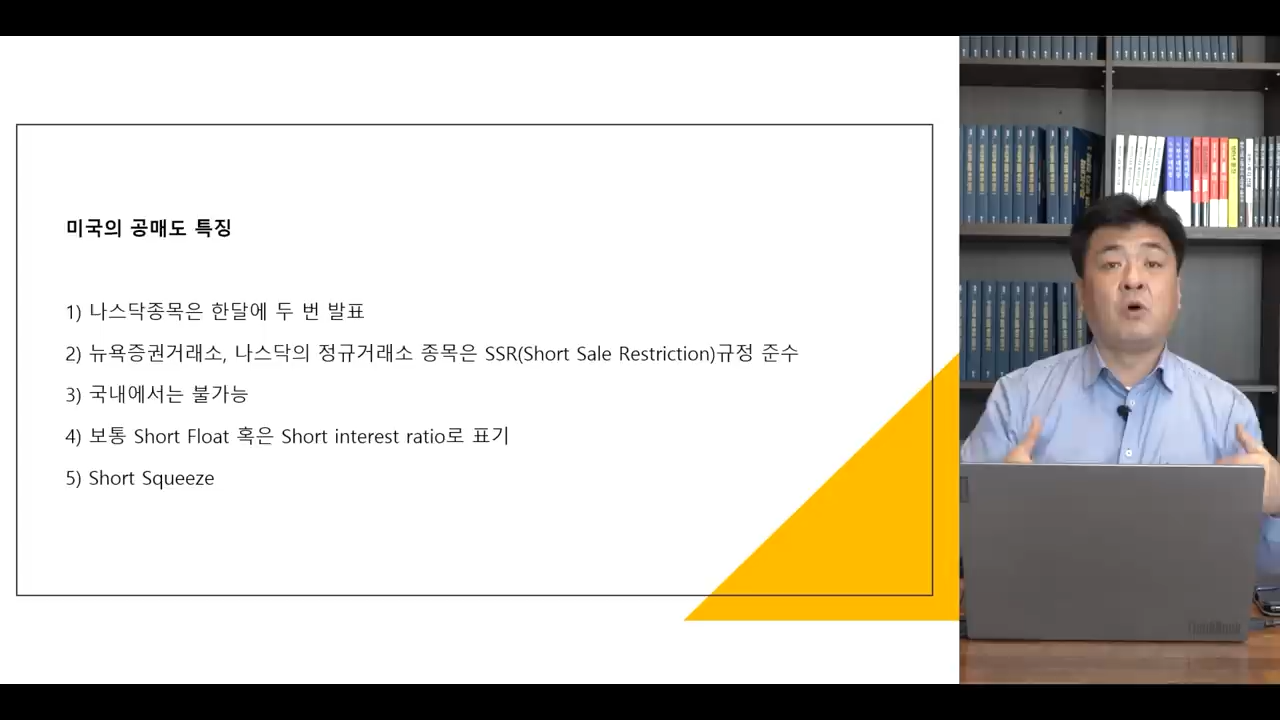 미국의 공매도 특징
1) 나스닥종목은 한달에 두 번 발표
2) 뉴욕증권거래소, 나스닥의 정규거래소 종목은 SSR(Short Sale Restriction)규정 준수
3) 국내에서는 불가능
4) 보통 Short Float 혹은 Short interest ratio로 표기
5) Short Squeeze
ThinkBook